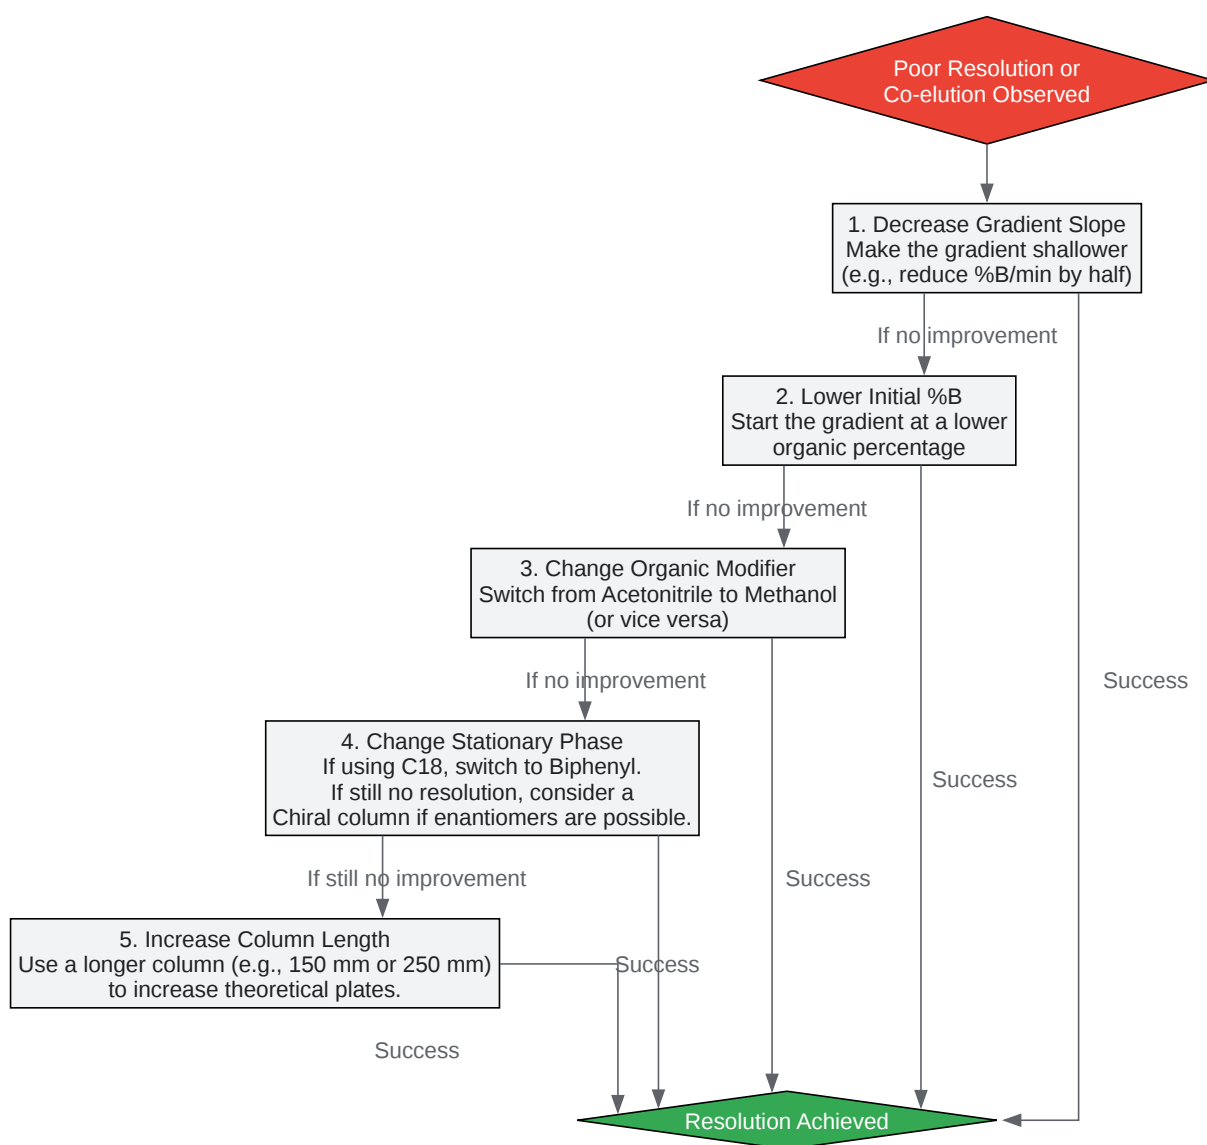 Poor Resolution or
Co-elution Observed
1. Decrease Gradient Slope
Make the gradient shallower
(e.g., reduce %B/min by half)
If no improvement
2. Lower Initial %B
Start the gradient at a lower
organic percentage
If no improvement
3. Change Organic Modifier
Switch from Acetonitrile to Methanol
(or vice versa)
If no improvement
Success
4. Change Stationary Phase
If using C18, switch to Biphenyl.
If still no resolution, consider a
Chiral column if enantiomers are possible.
Success
If still no improvement
Success
5. Increase Column Length
Use a longer column (e.g., 150 mm or 250 mm)
to increase theoretical plates.
Success
Success
Resolution Achieved